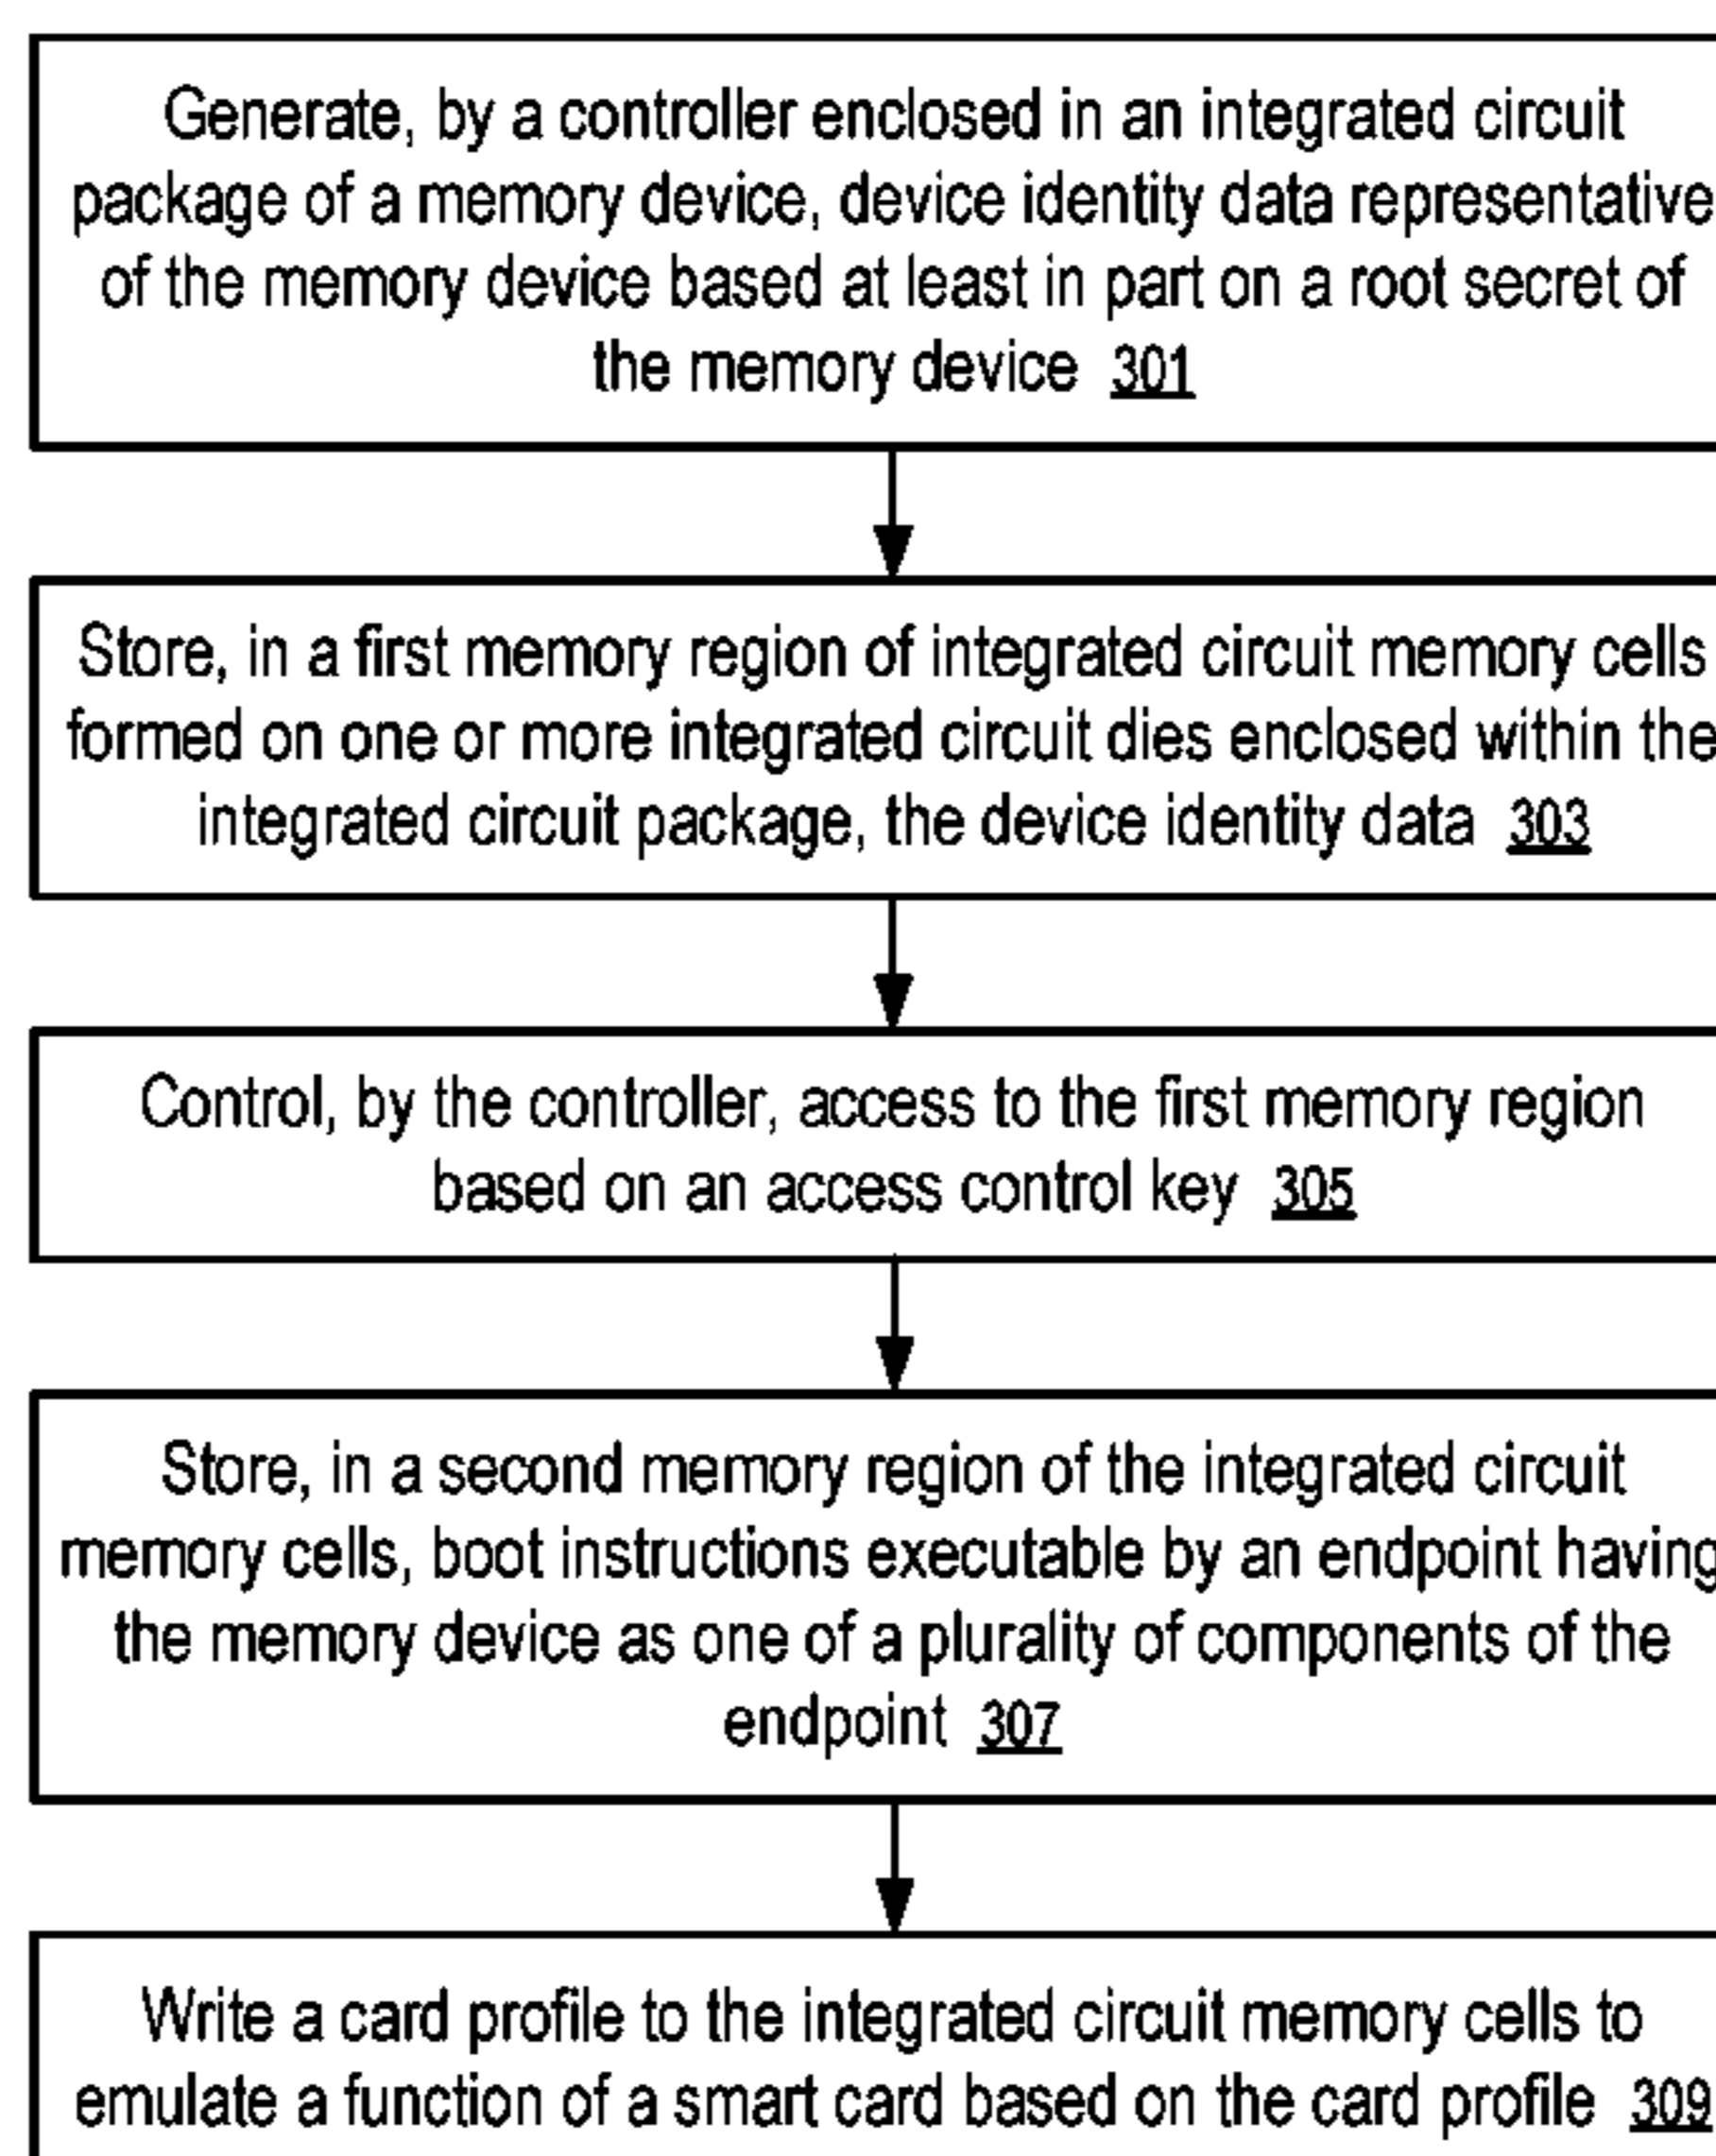 Generate, by a controller enclosed in an integrated circuit
package of a memory device, device identity data representative
of the memory device based at least in part on a root secret of
the memory device 301
Store, in a first memory region of integrated circuit memory cells
formed on one or more integrated circuit dies enclosed within the
integrated circuit package, the device identity data 303
Control, by the controller, access to the first memory region
based on an access control key 305
Store, in a second memory region of the integrated circuit
memory cells, boot instructions executable by an endpoint having
the memory device as one of a plurality of components of the
endpoint 307
Write a card profile to the integrated circuit memory cells to
emulate a function of a smart card based on the card profile 309